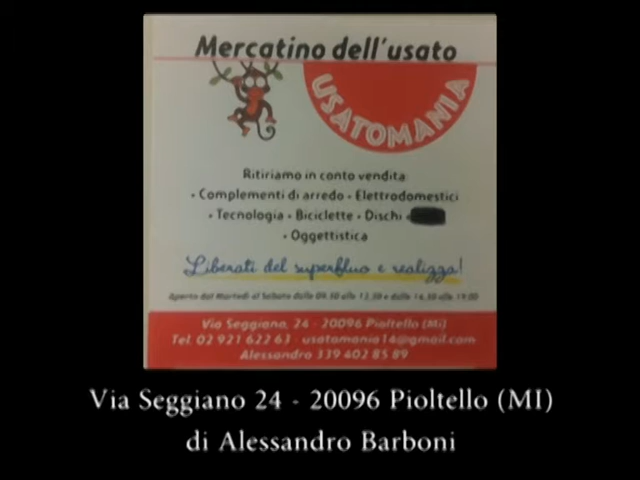 Mercatino dell'usato
USATOMANIA
Ritiriamo in conto vendita
• Complementi di arredo • Elettrodomestici
• Tecnologia • Biciletta • Dischi •
• Oggettistica
Liberati del superfluo e realizza!
Aperto dal Martedì al Sabato dalle 09.30 alle 12.30 e dalle 14.30 alle 19.00
Via Seggiano, 24 - 20096 Pioltello (Mi)
Tel. 02 921 622 63 - usatomania14@gmail.com
Alessandro 339 402 85 89
Via Seggiano 24 - 20096 Pioltello (MI)
di Alessandro Barboni